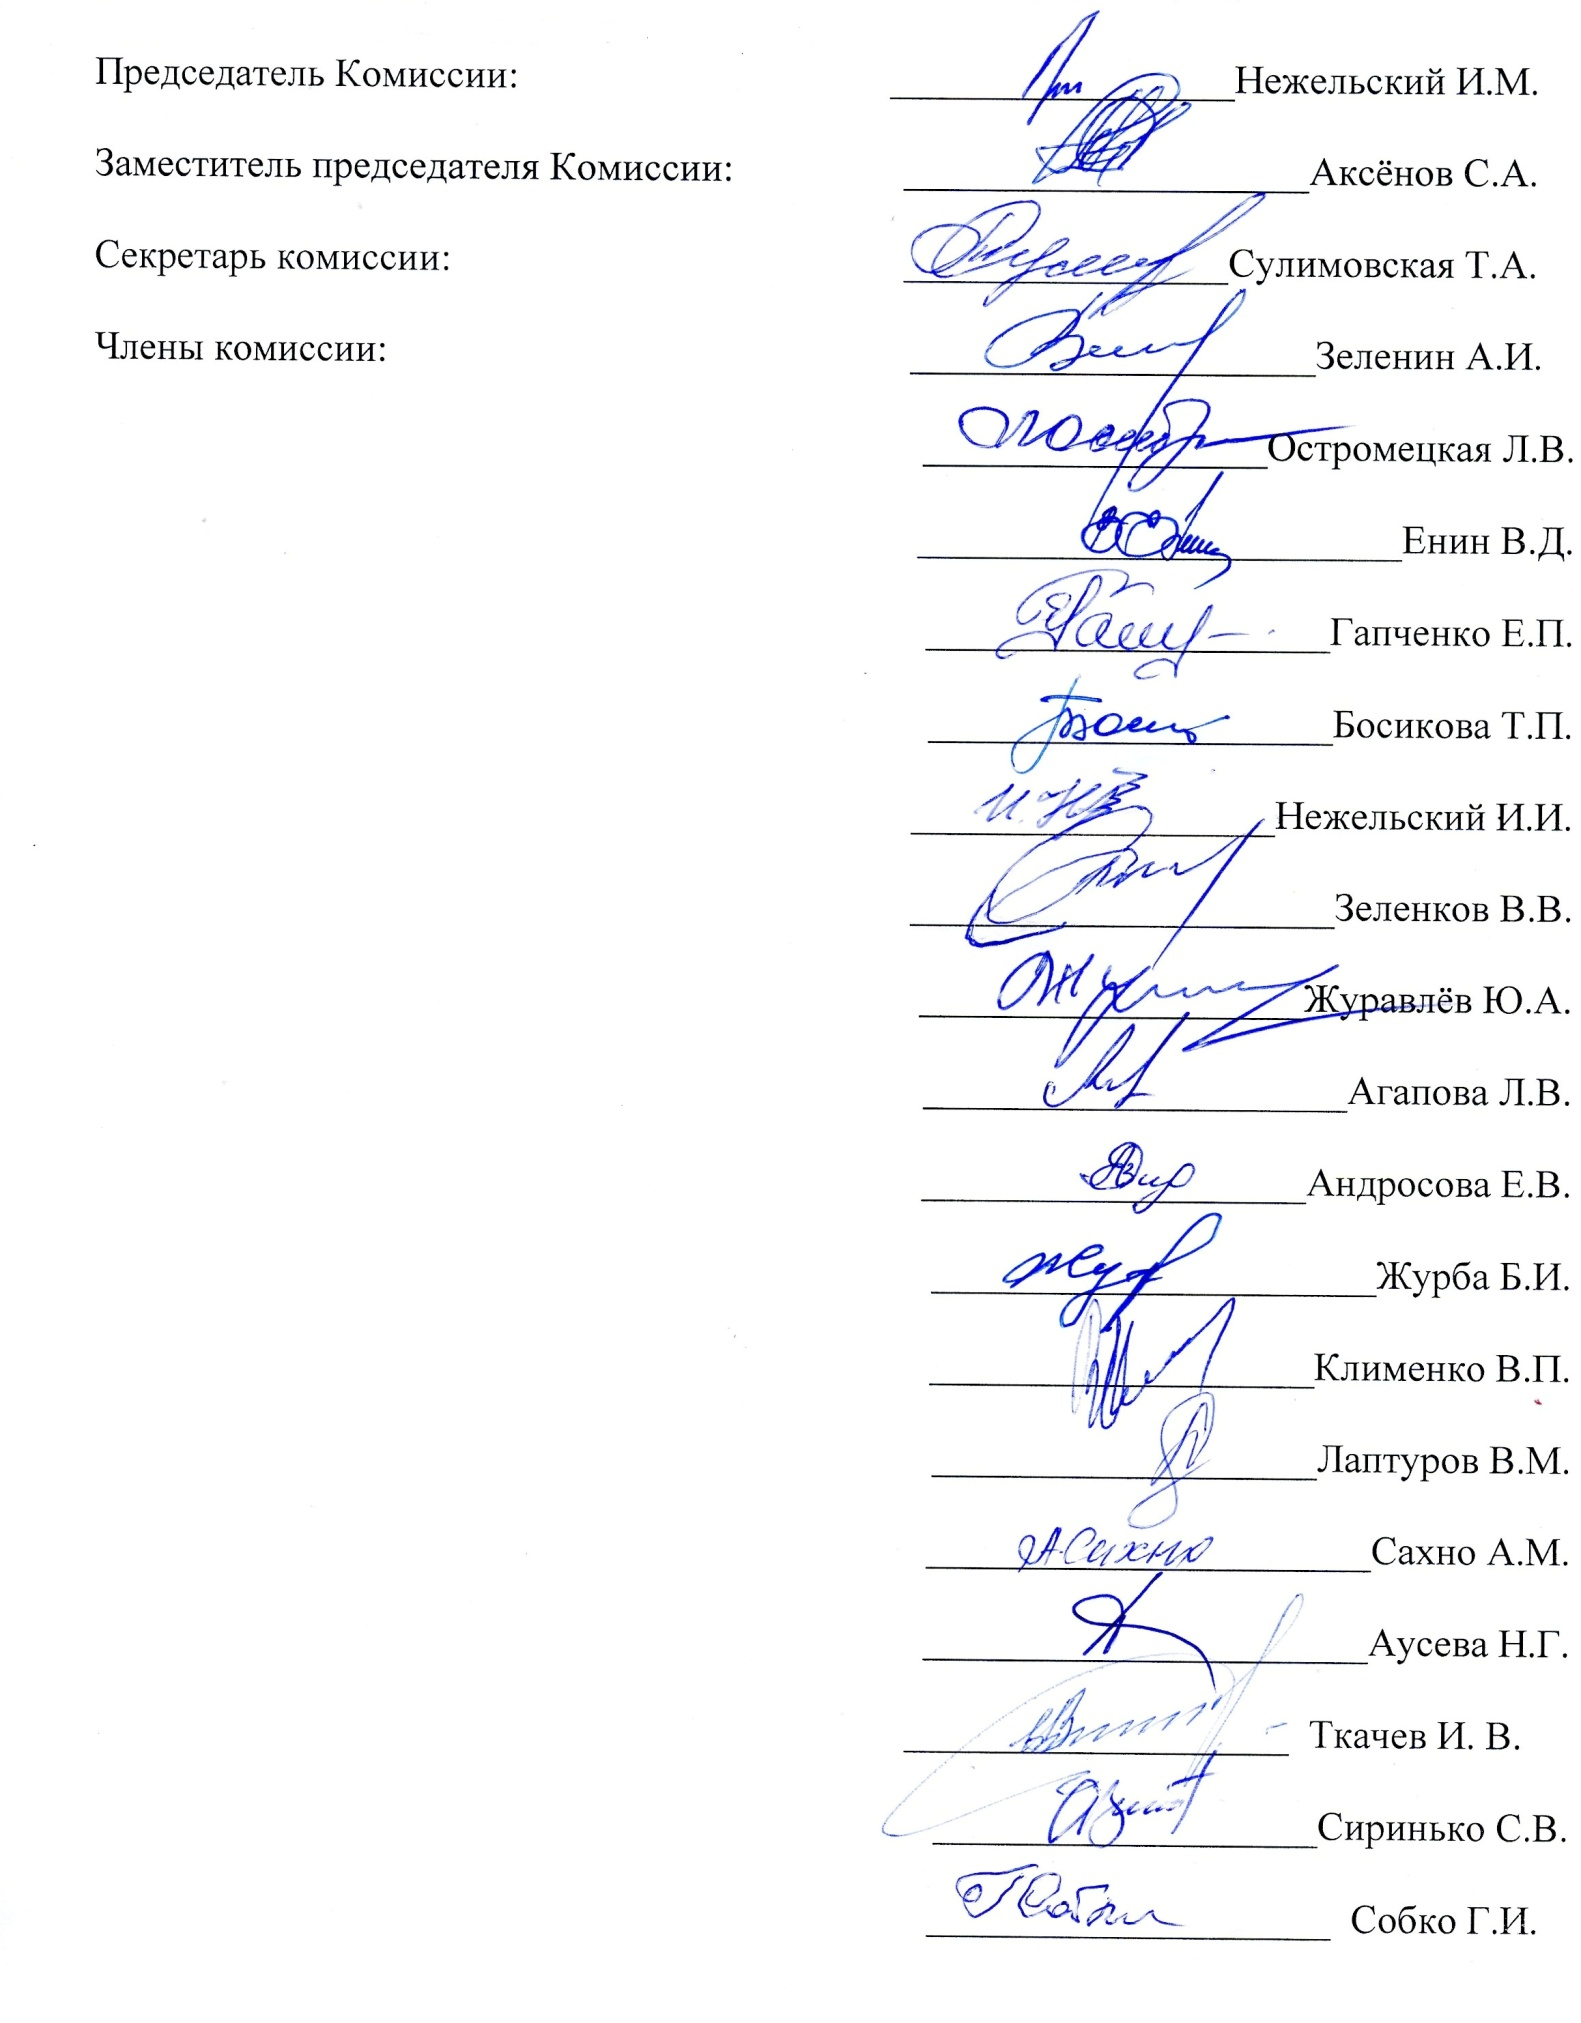 Председатель Комиссии: Нежельский И.М.
Заместитель председателя Комиссии: Аксёнов С.А.
Секретарь комиссии: Сулимовская Т.А.
Члены комиссии: Зеленин А.И.
Остромецкая Л.В.
Енин В.Д.
Гапченко Е.П.
Босикова Т.П.
Нежельский И.И.
Зеленков В.В.
Журавлёв Ю.А.
Агапова Л.В.
Андросова Е.В.
Журба Б.И.
Клименко В.П.
Лаптуров В.М.
А.Сахно Сахно А.М.
Аусева Н.Г.
Ткачев И. В.
Сиринько С.В.
Собко Г.И.